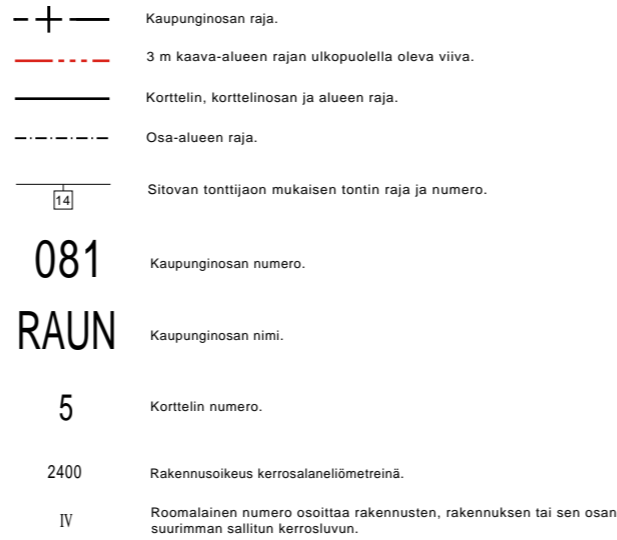 Kaupunginosan raja.
3 m kaava-alueen rajan ulkopuolella oleva viiva.
Korttelin, korttelinosan ja alueen raja.
Osa-alueen raja.
14 Sitovan tonttijaon mukaisen tontin raja ja numero.
081 Kaupunginosan numero.
RAUN Kaupunginosan nimi.
5 Korttelin numero.
2400 Rakennusoikeus kerrosalaneliömetreinä.
IV Roomalainen numero osoittaa rakennusten, rakennuksen tai sen osan
suurimman sallitun kerrosluvun.